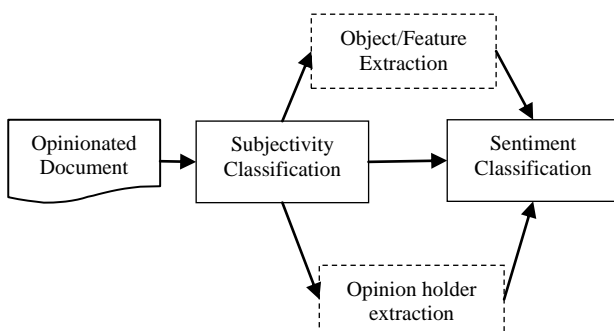 Object/Feature
Extraction
Opinionated
Document
Subjectivity
Classification
Sentiment
Classification
Opinion holder
extraction